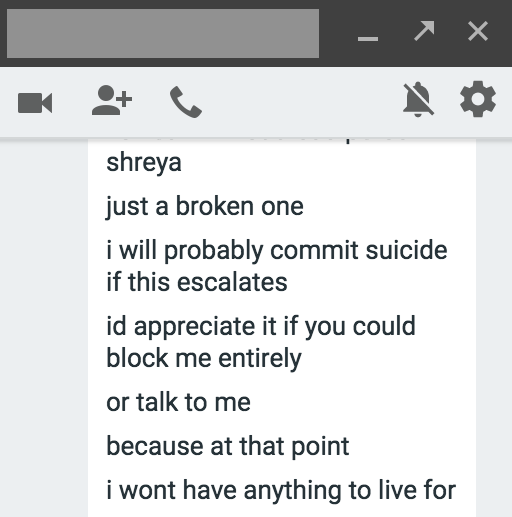 shreya
just a broken one
i will probably commit suicide
if this escalates
id appreciate it if you could
block me entirely
or talk to me
because at that point
i wont have anything to live for